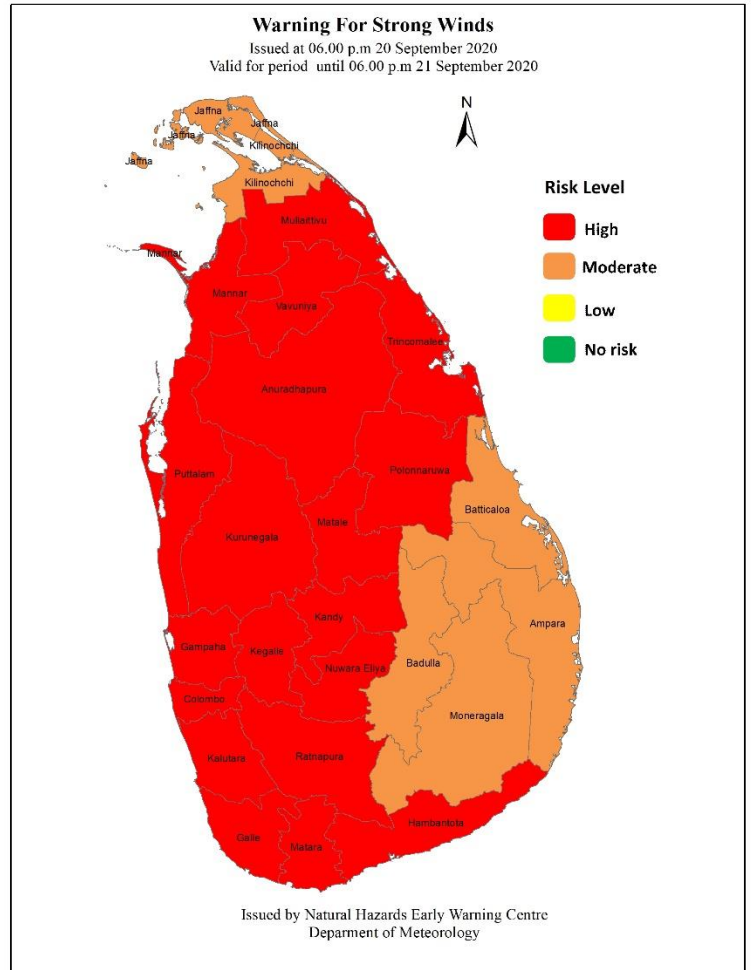 Warning For Strong Winds
Issued at 06.00 p.m 20 September 2020
Valid for period until 06.00 p.m 21 September 2020
N
Jaffna
Jaffna
Jaffna
Kilinochchi
Jaffna
Kilinochchi
Risk Level
High
Moderate
Low
No risk
Mullaittivu
Mannar
Mannar
Vavuniya
Trincomalee
Anuradhapura
Polonnaruwa
Puttalam
Batticaloa
Matale
Kurunegala
Kandy
Ampara
Gampaha
Kegalle
Nuwara Eliya
Badulla
Colombo
Moneragala
Kalutara
Ratnapura
Hambantota
Galle
Matara
Issued by Natural Hazards Early Warning Centre
Deparment of Meteorology